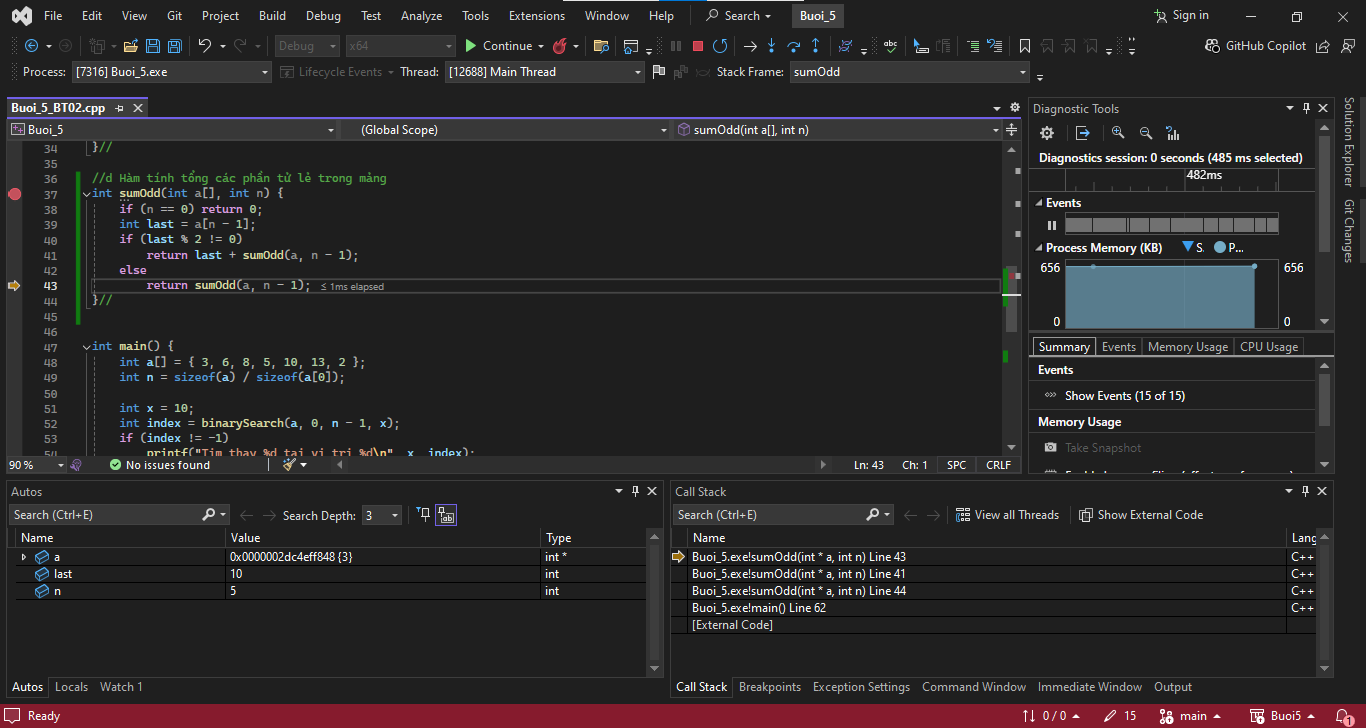 File Edit View Git Project Build Debug Test Analyze Tools Extensions Window Help Search Buoi_5 Sign in
Debug x64 Continue GitHub Copilot
Process: [7316] Buoi_5.exe Lifecycle Events Thread: [12688] Main Thread Stack Frame: sumOdd
Buoi_5_BT02.cpp
Buoi_5 (Global Scope) sumOdd(int a[], int n)
34 }//
35
36 //d Hàm tính tổng các phần tử lẻ trong mảng
37 int sumOdd(int a[], int n) {
38 if (n == 0) return 0;
39 int last = a[n - 1];
40 if (last % 2 != 0)
41 return last + sumOdd(a, n - 1);
42 else
43 return sumOdd(a, n - 1); ≤ 1ms elapsed
44 }//
45
46
47 int main() {
48 int a[] = { 3, 6, 8, 5, 10, 13, 2 };
49 int n = sizeof(a) / sizeof(a[0]);
50
51 int x = 10;
52 int index = binarySearch(a, 0, n - 1, x);
53 if (index != -1)
54 printf("Tim thay %d tai vi tri %d\n", x, index);
90 % No issues found Ln: 43 Ch: 1 SPC CRLF
Diagnostic Tools
Diagnostics session: 0 seconds (485 ms selected)
482ms
Events
Process Memory (KB) S. P...
656 656
0 0
Summary Events Memory Usage CPU Usage
Events
Show Events (15 of 15)
Memory Usage
Take Snapshot
Solution Explorer
Git Changes
Autos
Search (Ctrl+E) Search Depth: 3
Name Value Type
a 0x0000002dc4eff848 {3} int *
last 10 int
n 5 int
Autos Locals Watch 1
Call Stack
Search (Ctrl+E) View all Threads Show External Code
Name Lang
Buoi_5.exe!sumOdd(int * a, int n) Line 43 C++
Buoi_5.exe!sumOdd(int * a, int n) Line 41 C++
Buoi_5.exe!sumOdd(int * a, int n) Line 44 C++
Buoi_5.exe!main() Line 62 C++
[External Code]
Call Stack Breakpoints Exception Settings Command Window Immediate Window Output
Ready 0 / 0 15 main Buoi5 1